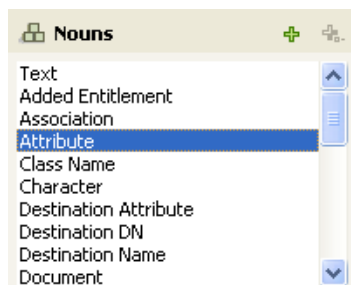 Nouns
Text
Added Entitlement
Association
Attribute
Class Name
Character
Destination Attribute
Destination DN
Destination Name
Document